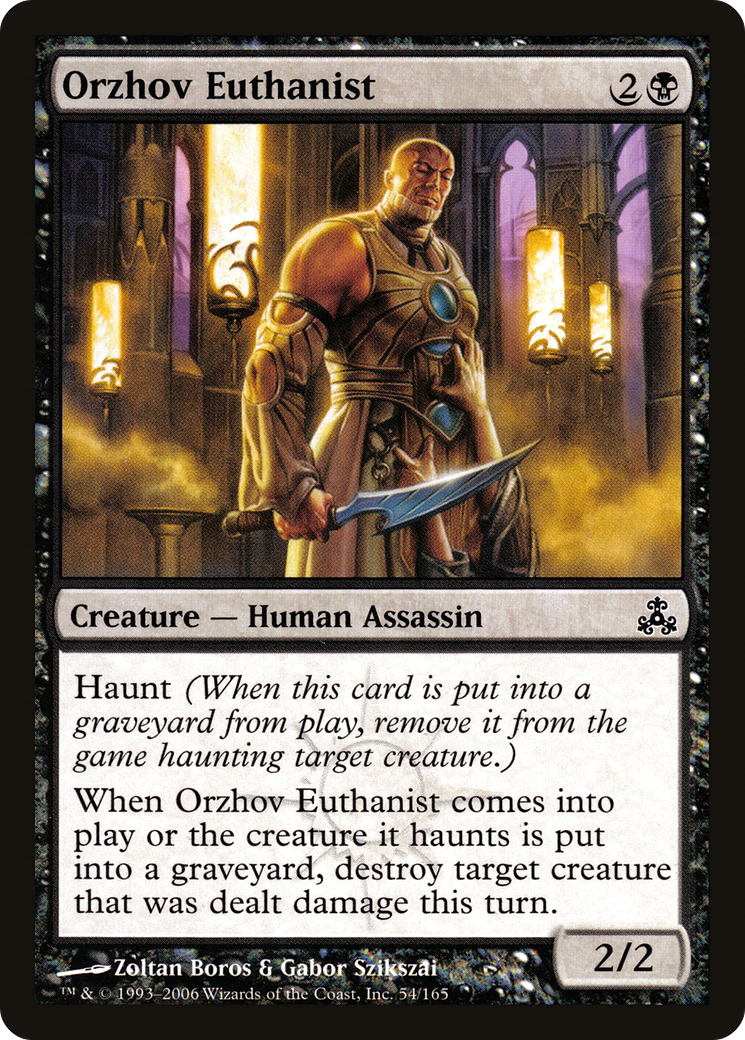 Orzhov Euthanist 2
Creature — Human Assassin
Haunt (When this card is put into a
graveyard from play, remove it from the
game haunting target creature.)
When Orzhov Euthanist comes into
play or the creature it haunts is put
into a graveyard, destroy target creature
that was dealt damage this turn.
2/2
Zoltan Boros & Gabor Szikszai
™ & © 1993–2006 Wizards of the Coast, Inc. 54/165